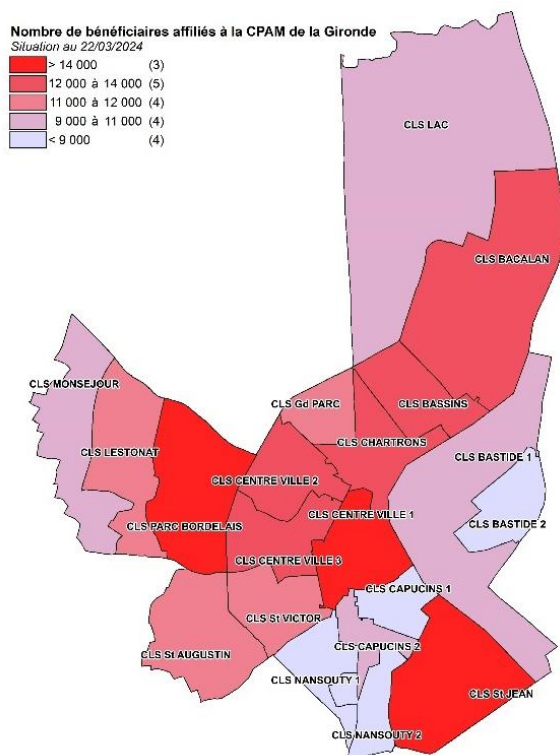 Nombre de bénéficiaires affiliés à la CPAM de la Gironde
Situation au 22/03/2024
> 14 000 (3)
12 000 à 14 000 (5)
11 000 à 12 000 (4)
9 000 à 11 000 (4)
< 9 000 (4)
CLS LAC
CLS BACALAN
CLS MONSEJOUR
CLS Gd PARC
CLS BASSINS
CLS LESTONAT
CLS CHARTRONS
CLS BASTIDE 1
CLS CENTRE VILLE 2
CLS PARC BORDELAIS
CLS CENTRE VILLE 1
CLS BASTIDE 2
CLS CENTRE VILLE 3
CLS CAPUCINS 1
CLS St VICTOR
CLS CAPUCINS 2
CLS St AUGUSTIN
CLS NANSOUTY 1
CLS St JEAN
CLS NANSOUTY 2